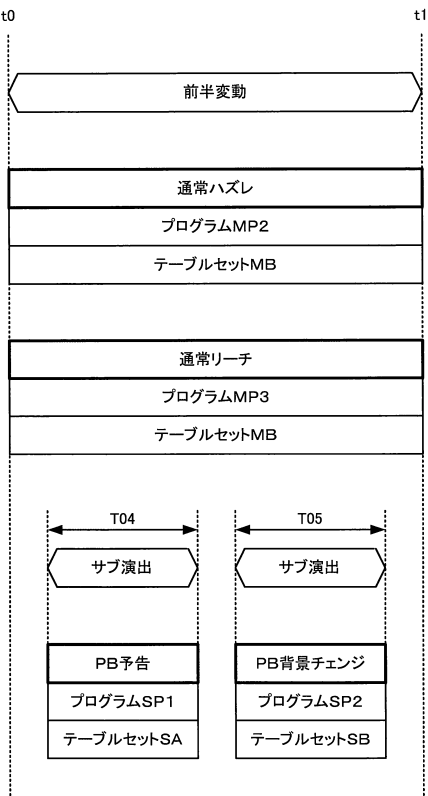 t0 t1
前半変動
通常ハズレ
プログラムMP2
テーブルセットMB
通常リーチ
プログラムMP3
テーブルセットMB
T04 T05
サブ演出 サブ演出
PB予告 PB背景チェンジ
プログラムSP1 プログラムSP2
テーブルセットSA テーブルセットSB